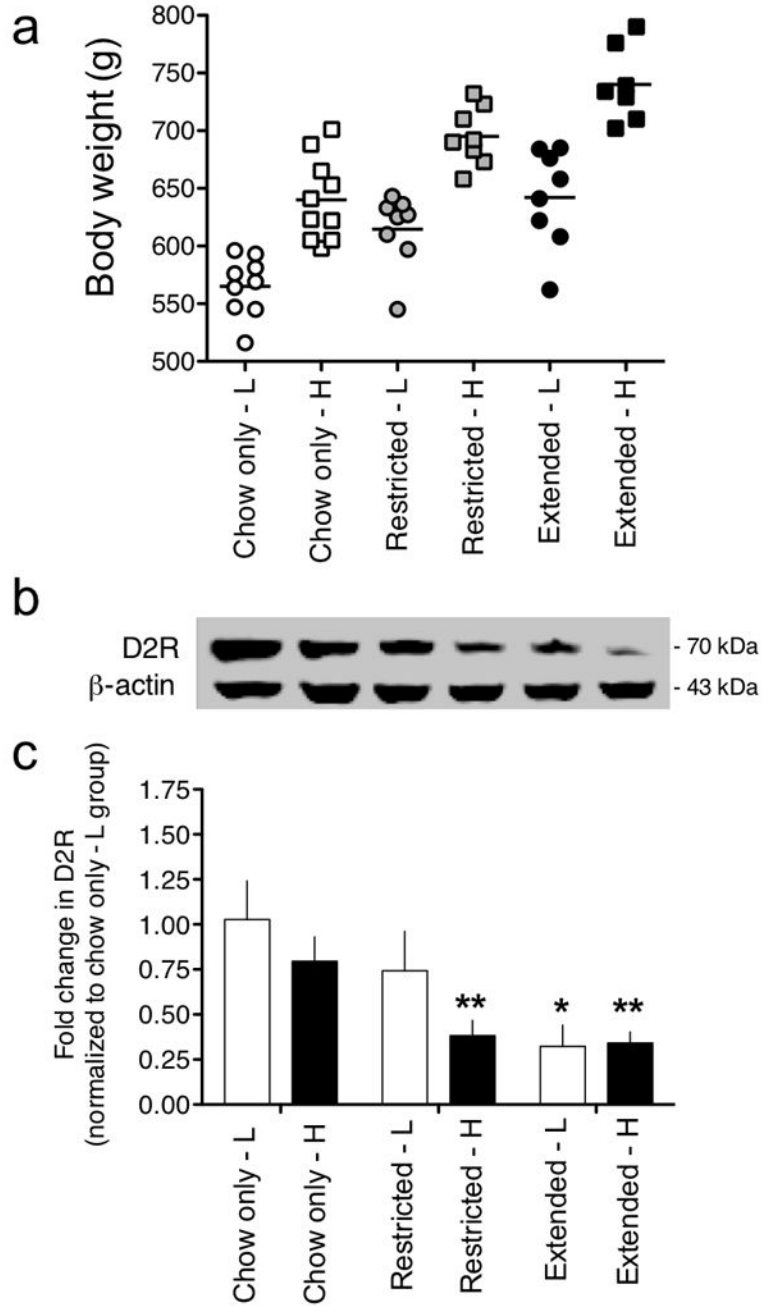 a
Body weight (g)
800
750
700
650
600
550
500
Chow only - L
Chow only - H
Restricted - L
Restricted - H
Extended - L
Extended - H
b
D2R
- 70 kDa
β-actin
- 43 kDa
c
Fold change in D2R
(normalized to chow only - L group)
1.75
1.50
1.25
1.00
0.75
0.50
0.25
0.00
**
*
**
Chow only - L
Chow only - H
Restricted - L
Restricted - H
Extended - L
Extended - H